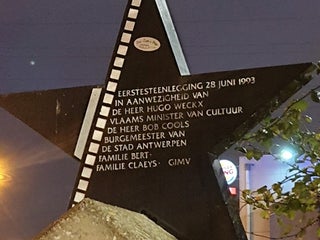 EERSTESTEENLEGGING 28 JUNI 1993
IN AANWEZIGHEID VAN
DE HEER HUGO WECKX
VLAAMS MINISTER VAN CULTUUR
DE HEER BOB COOLS
BURGEMEESTER VAN
DE STAD ANTWERPEN
FAMILIE BERT-
FAMILIE CLAEYS- GIMV